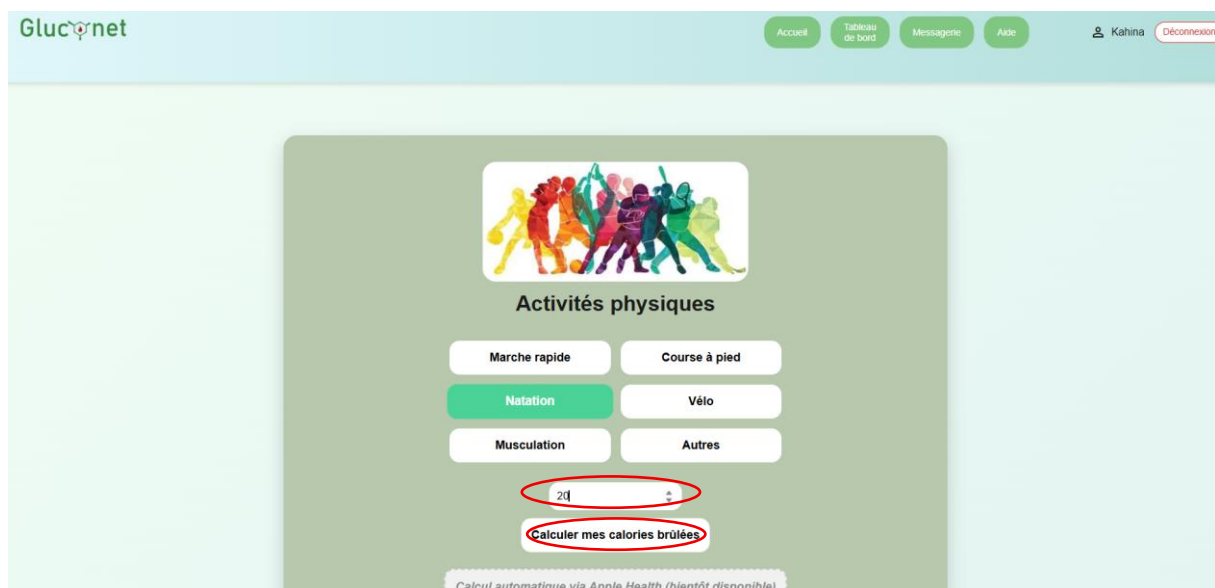 Gluconet
Accueil
Tableau
de bord
Messagerie
Aide
Kahina
Déconnexion
Activités physiques
Marche rapide
Course à pied
Natation
Vélo
Musculation
Autres
20
Calculer mes calories brûlées
Calcul automatique via Apple Health (bientôt disponible)